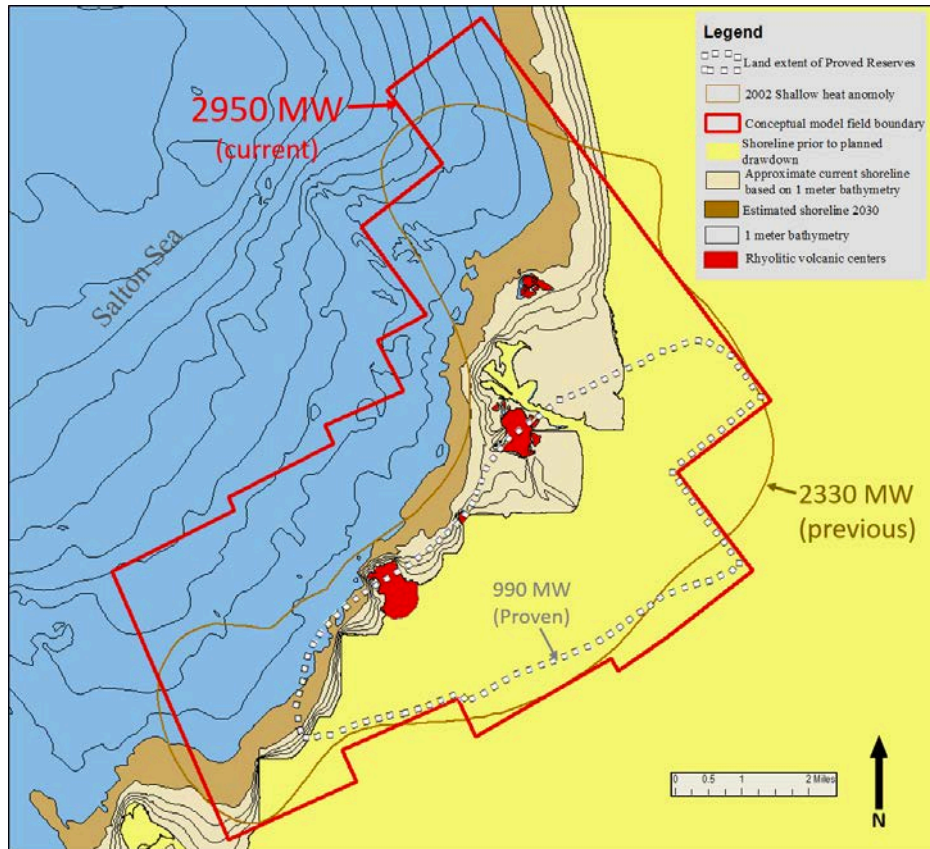 2950 MW
(current)
Salton Sea
Legend
Land extent of Proved Reserves
2002 Shallow heat anomoly
Conceptual model field boundary
Shoreline prior to planned
drawdown
Approximate current shoreline
based on 1 meter bathymetry
Estimated shoreline 2030
1 meter bathymetry
Rhyolitic volcanic centers
2330 MW
(previous)
990 MW
(Proven)
0 0.5 1 2 Miles
N